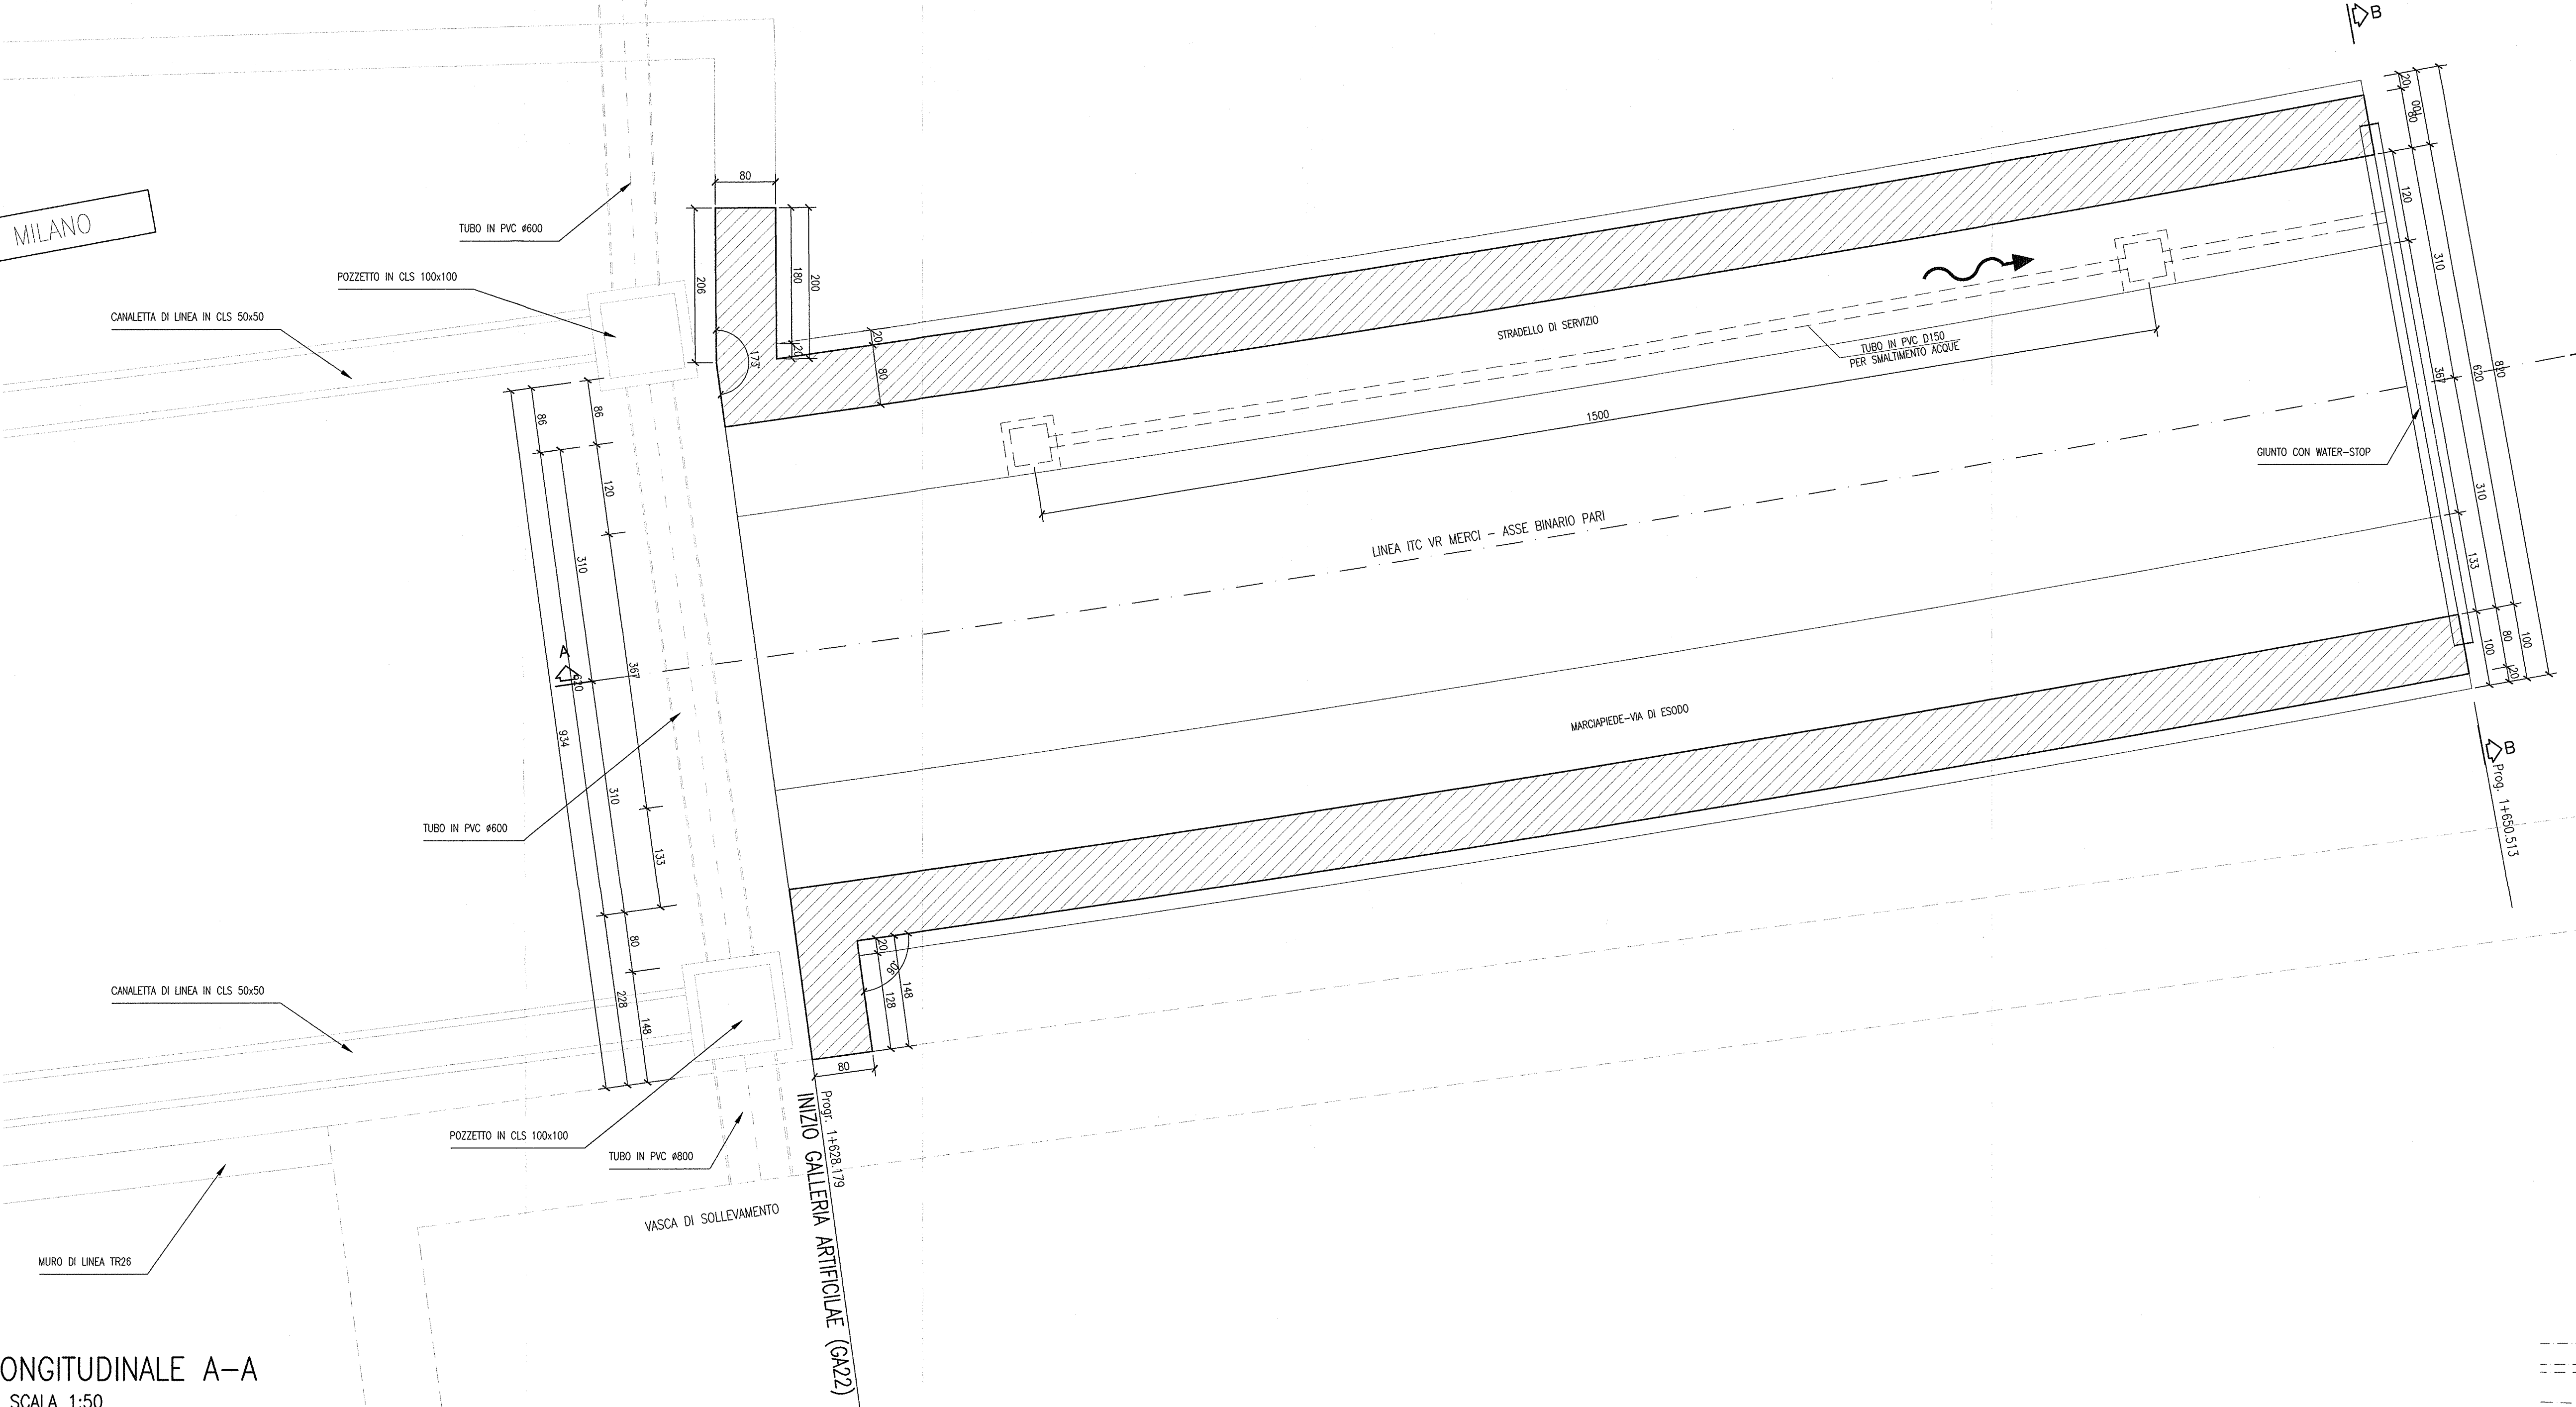 B
MILANO
TUBO IN PVC ø600
POZZETTO IN CLS 100x100
CANALETTA DI LINEA IN CLS 50x50
80
206
180
200
20
173°
20
80
STRADELLO DI SERVIZIO
TUBO IN PVC D150
PER SMALTIMENTO ACQUE
1500
LINEA ITC VR MERCI - ASSE BINARIO PARI
MARCIAPIEDE-VIA DI ESODO
20
100
80
120
310
367
620
820
GIUNTO CON WATER-STOP
310
133
100
80
100
20
B
Prog. 1+650.513
86
86
120
310
A
620
367
934
310
133
80
228
148
TUBO IN PVC ø600
20
148
128
80
CANALETTA DI LINEA IN CLS 50x50
POZZETTO IN CLS 100x100
TUBO IN PVC ø800
Progr. 1+628.179
INIZIO GALLERIA ARTIFICILAE (GA22)
VASCA DI SOLLEVAMENTO
MURO DI LINEA TR26
ONGITUDINALE A-A
SCALA 1:50